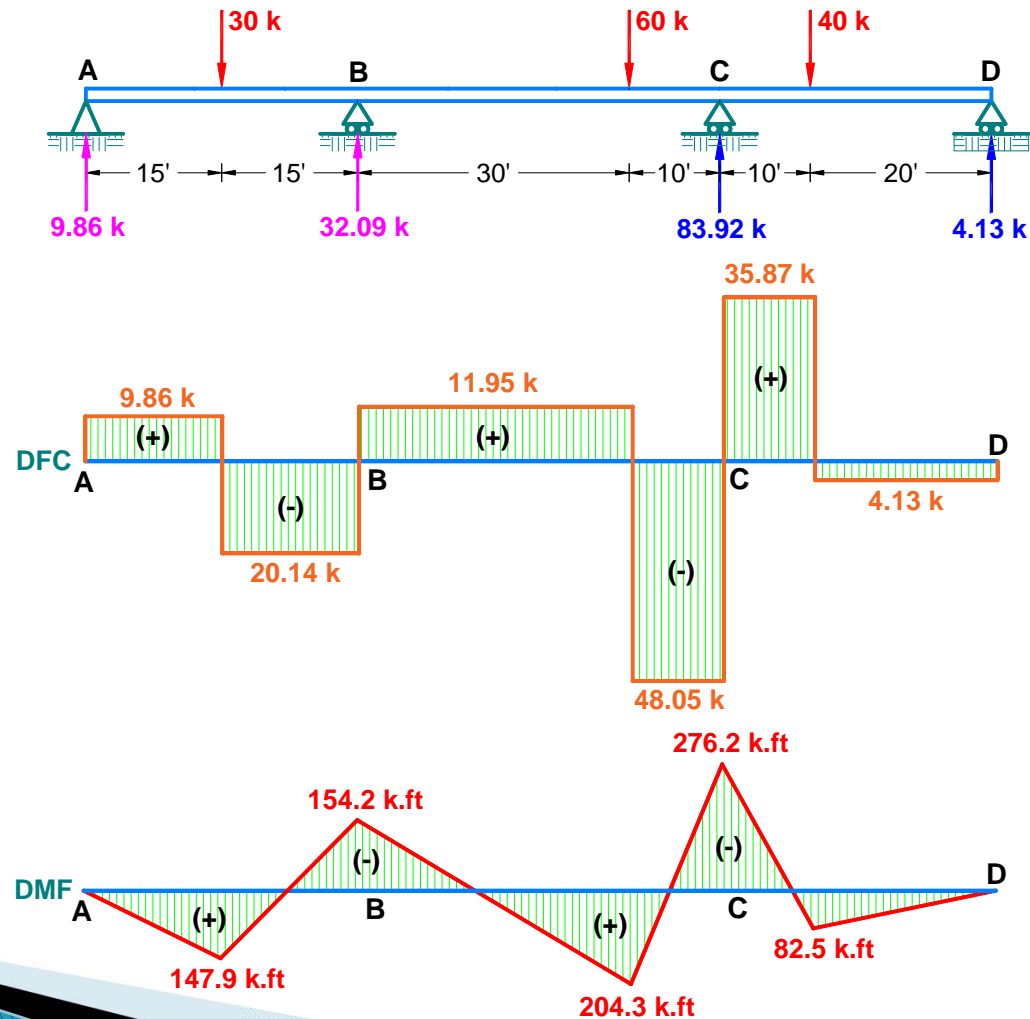 30 k 60 k 40 k
A B C D
15' 15' 30' 10' 10' 20'
9.86 k 32.09 k 83.92 k 4.13 k
35.87 k
9.86 k 11.95 k
(+) (+) (+)
DFC A B C D
(-) 4.13 k
20.14 k (-)
48.05 k
276.2 k.ft
154.2 k.ft
(-) (-)
DMF A B C D
(+) (+)
147.9 k.ft 82.5 k.ft
204.3 k.ft